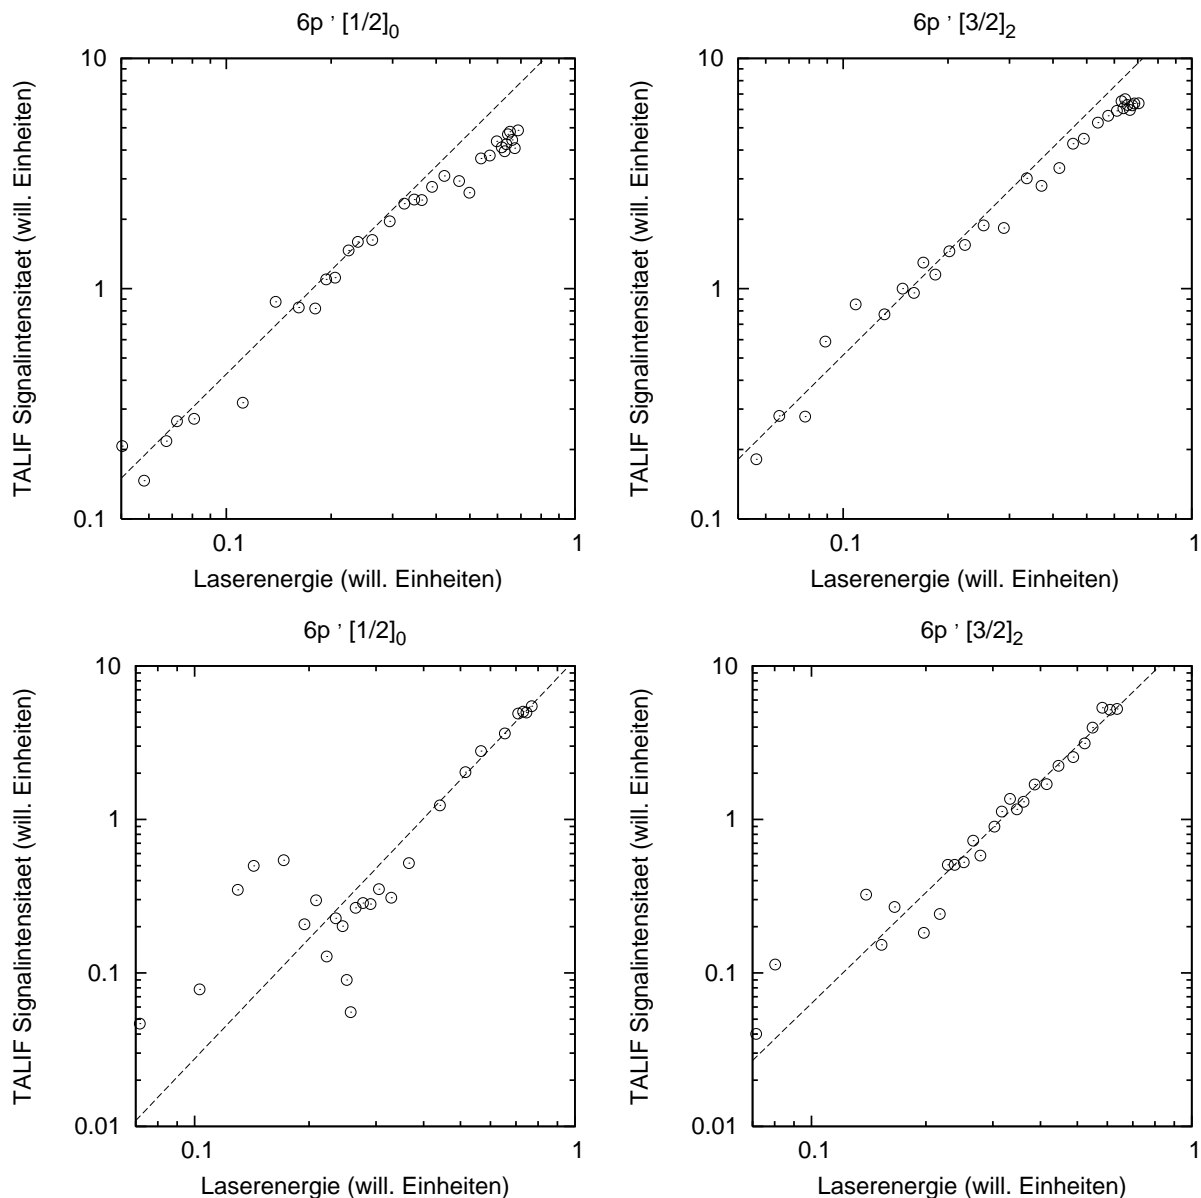 6p ' [1/2]0
10
1
0.1
0.1
1
TALIF Signalintensitaet (will. Einheiten)
Laserenergie (will. Einheiten)
6p ' [3/2]2
10
1
0.1
0.1
1
TALIF Signalintensitaet (will. Einheiten)
Laserenergie (will. Einheiten)
6p ' [1/2]0
10
1
0.1
0.01
0.1
1
TALIF Signalintensitaet (will. Einheiten)
Laserenergie (will. Einheiten)
6p ' [3/2]2
10
1
0.1
0.01
0.1
1
TALIF Signalintensitaet (will. Einheiten)
Laserenergie (will. Einheiten)